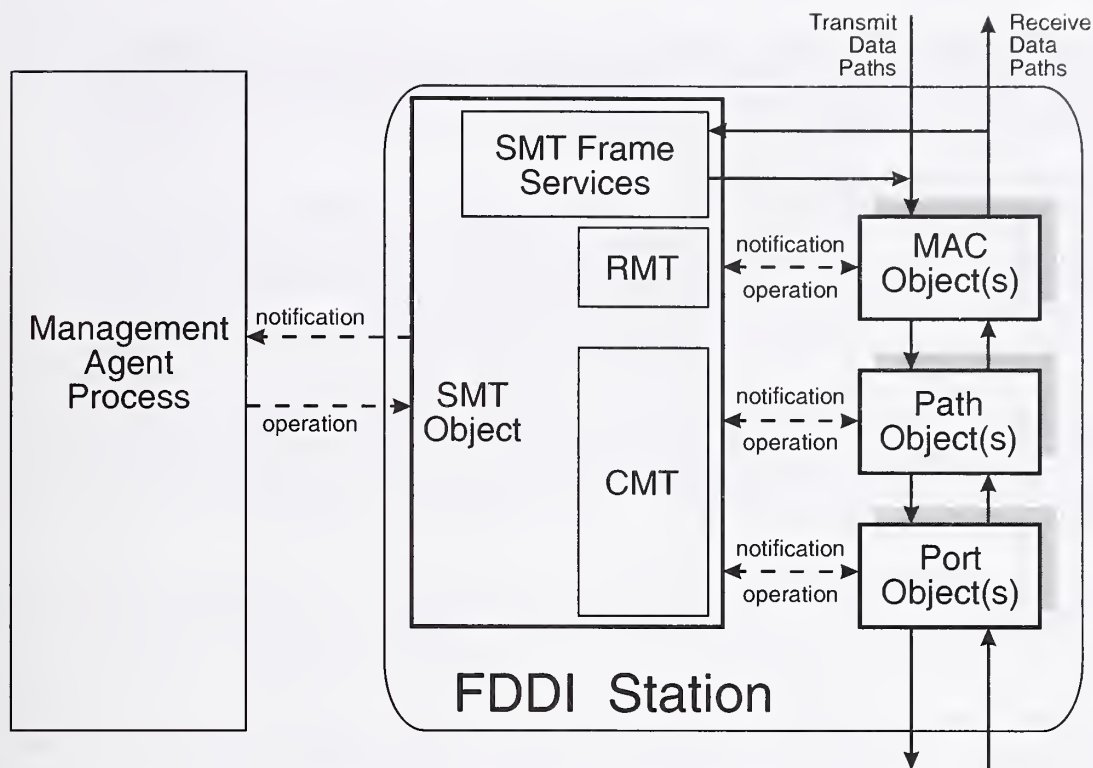 Transmit
Data
Paths
Receive
Data
Paths
SMT Frame
Services
RMT
notification
operation
MAC
Object(s)
Management
Agent
Process
notification
operation
SMT
Object
CMT
notification
operation
Path
Object(s)
notification
operation
Port
Object(s)
FDDI Station